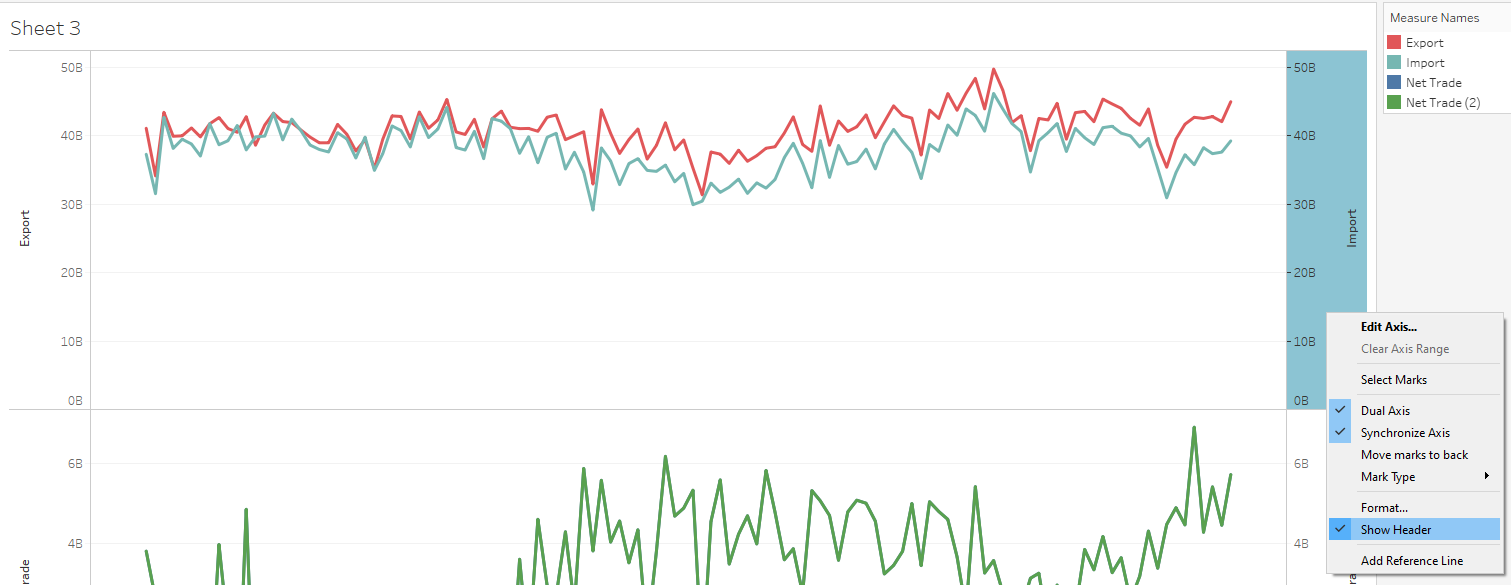 Sheet 3
Measure Names
Export
Import
Net Trade
Net Trade (2)
50B
40B
30B
20B
10B
0B
Export
50B
40B
30B
20B
10B
0B
Import
6B
4B
rade
6B
4B
Edit Axis...
Clear Axis Range
Select Marks
Dual Axis
Synchronize Axis
Move marks to back
Mark Type
Format...
Show Header
Add Reference Line